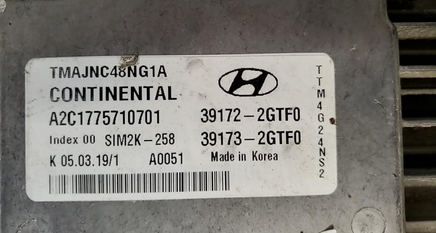 TMAJNC48NG1A
CONTINENTAL
A2C1775710701 39172-2GTF0
Index 00 SIM2K-258 39173-2GTF0
K 05.03.19/1 A0051 Made in Korea
TTM4G24NS2